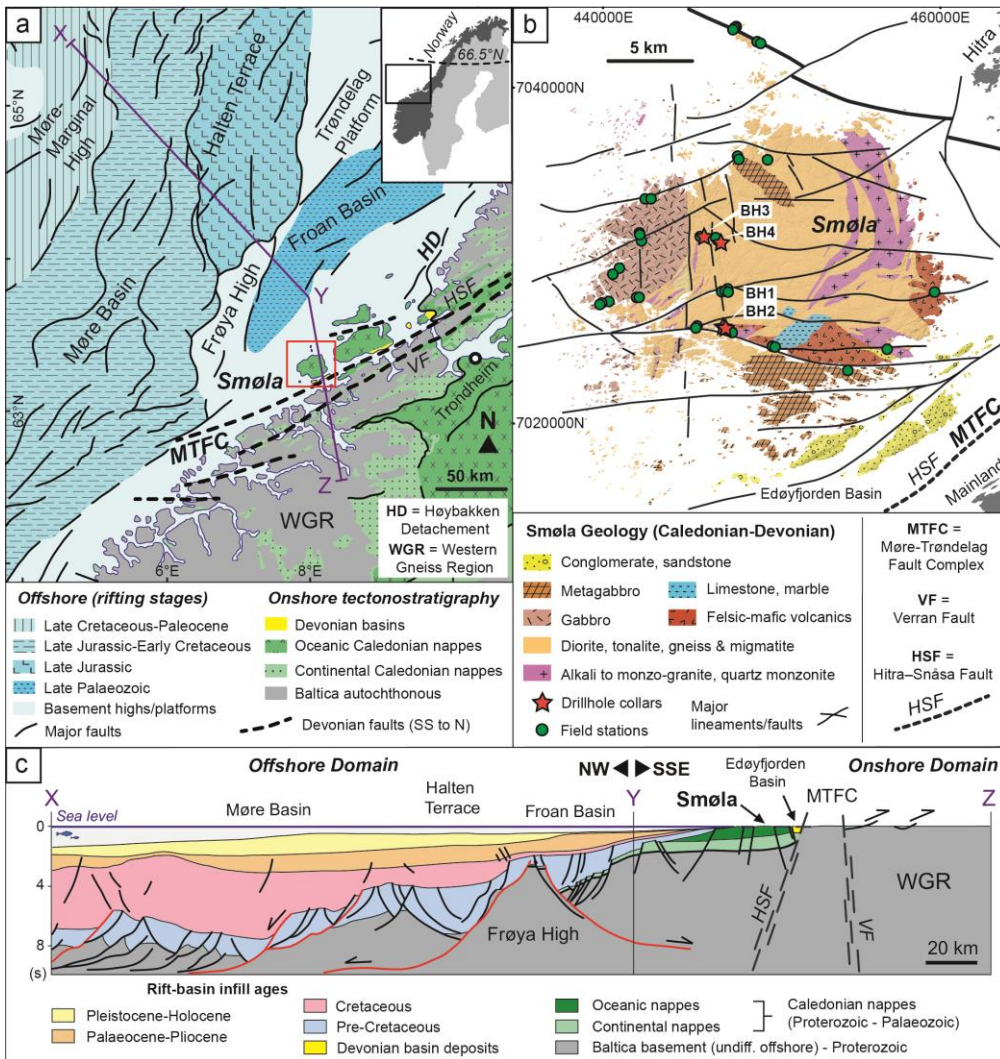 a
X
Norway
66.5°N
65°N
63°N
Møre-
Marginal
High
Halten Terrace
Trøndelag
Platform
Froan Basin
Møre Basin
Frøya High
Y
HD
HSF
VF
Smøla
Trondheim
MTFC
N
Z
50 km
WGR
HD = Høybakken
Detachement
WGR = Western
Gneiss Region
6°E
8°E
Offshore (rifting stages)
Late Cretaceous-Paleocene
Late Jurassic-Early Cretaceous
Late Jurassic
Late Palaeozoic
Basement highs/platforms
Major faults
Onshore tectonostratigraphy
Devonian basins
Oceanic Caledonian nappes
Continental Caledonian nappes
Baltica autochthonous
Devonian faults (SS to N)
b
440000E
460000E
5 km
Hitra
7040000N
BH3
BH4
Smøla
BH1
BH2
7020000N
MTFC
HSF
Mainland
Edøyfjorden Basin
Smøla Geology (Caledonian-Devonian)
Conglomerate, sandstone
Metagabbro
Limestone, marble
Gabbro
Felsic-mafic volcanics
Diorite, tonalite, gneiss & migmatite
Alkali to monzo-granite, quartz monzonite
Drillhole collars
Field stations
Major
lineaments/faults
MTFC =
Møre-Trøndelag
Fault Complex
VF =
Verran Fault
HSF =
Hitra–Snåsa Fault
HSF
c
Offshore Domain
NW
SSE
Edøyfjorden
Basin
Onshore Domain
X
Sea level
Møre Basin
Halten
Terrace
Froan Basin
Y
Smøla
MTFC
Z
0
4
8
(s)
Frøya High
HSF
VF
WGR
20 km
Rift-basin infill ages
Pleistocene-Holocene
Palaeocene-Pliocene
Cretaceous
Pre-Cretaceous
Devonian basin deposits
Oceanic nappes
Continental nappes
Caledonian nappes
(Proterozoic - Palaeozoic)
Baltica basement (undiff. offshore) - Proterozoic